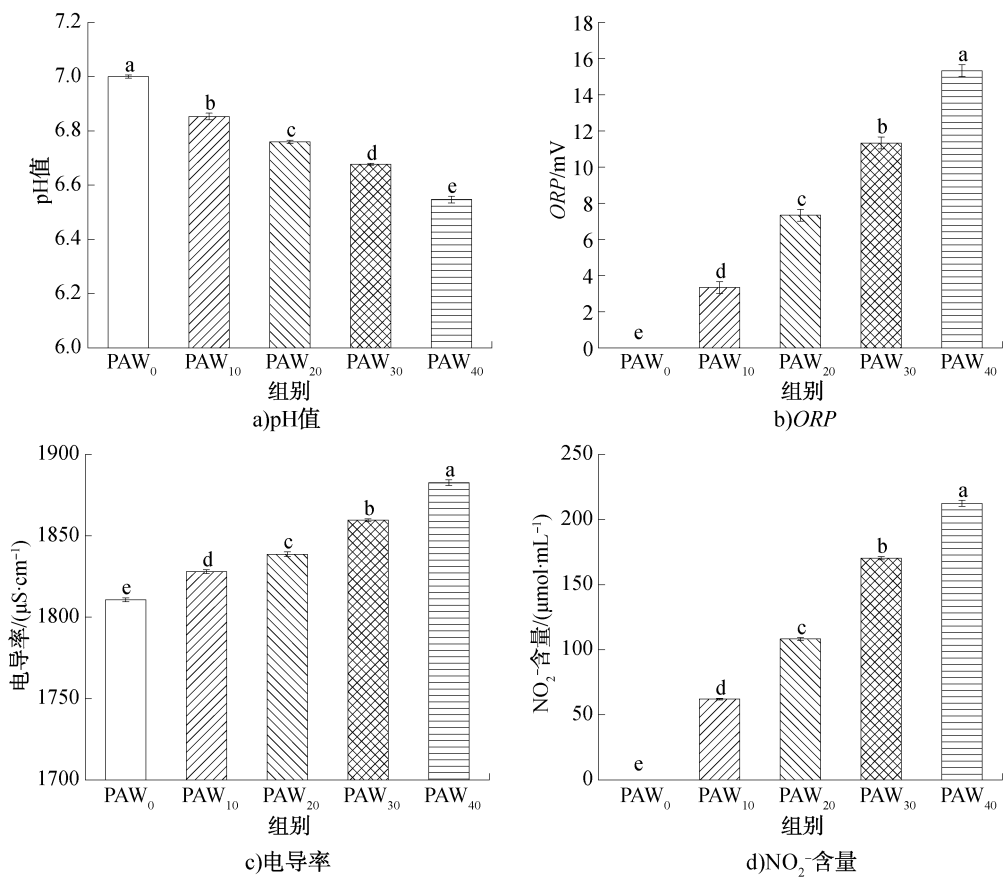 7.2
7.0
6.8
6.6
6.4
6.2
6.0
pH值
a
b
c
d
e
PAW₀ PAW₁₀ PAW₂₀ PAW₃₀ PAW₄₀
组别
a)pH值
18
16
14
12
10
8
6
4
2
0
ORP/mV
e
d
c
b
a
PAW₀ PAW₁₀ PAW₂₀ PAW₃₀ PAW₄₀
组别
b)ORP
1900
1850
1800
1750
1700
电导率/(μS·cm⁻¹)
e
d
c
b
a
PAW₀ PAW₁₀ PAW₂₀ PAW₃₀ PAW₄₀
组别
c)电导率
250
200
150
100
50
0
NO₂⁻含量/(μmol·mL⁻¹)
e
d
c
b
a
PAW₀ PAW₁₀ PAW₂₀ PAW₃₀ PAW₄₀
组别
d)NO₂⁻含量